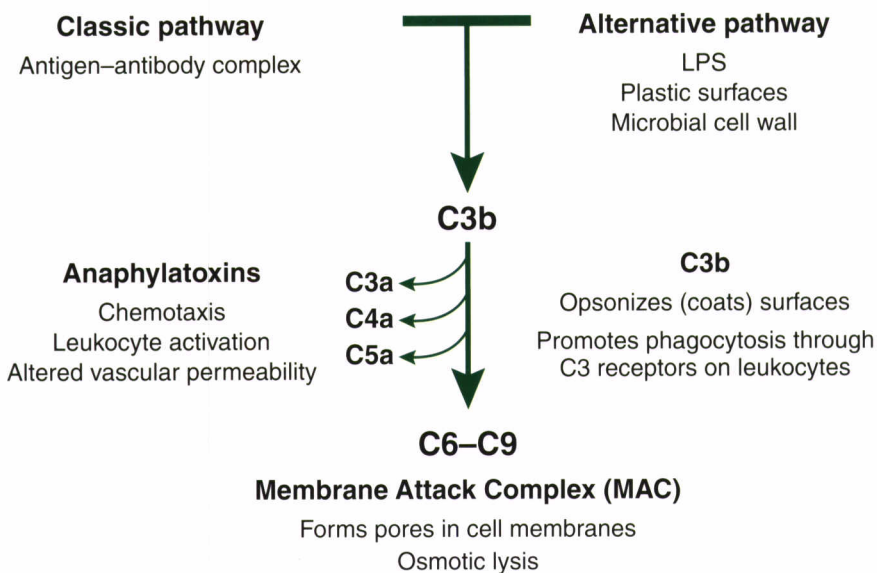 Classic pathway
Antigen–antibody complex
Alternative pathway
LPS
Plastic surfaces
Microbial cell wall
C3b
Anaphylatoxins
Chemotaxis
Leukocyte activation
Altered vascular permeability
C3a
C4a
C5a
C3b
Opsonizes (coats) surfaces
Promotes phagocytosis through
C3 receptors on leukocytes
C6–C9
Membrane Attack Complex (MAC)
Forms pores in cell membranes
Osmotic lysis